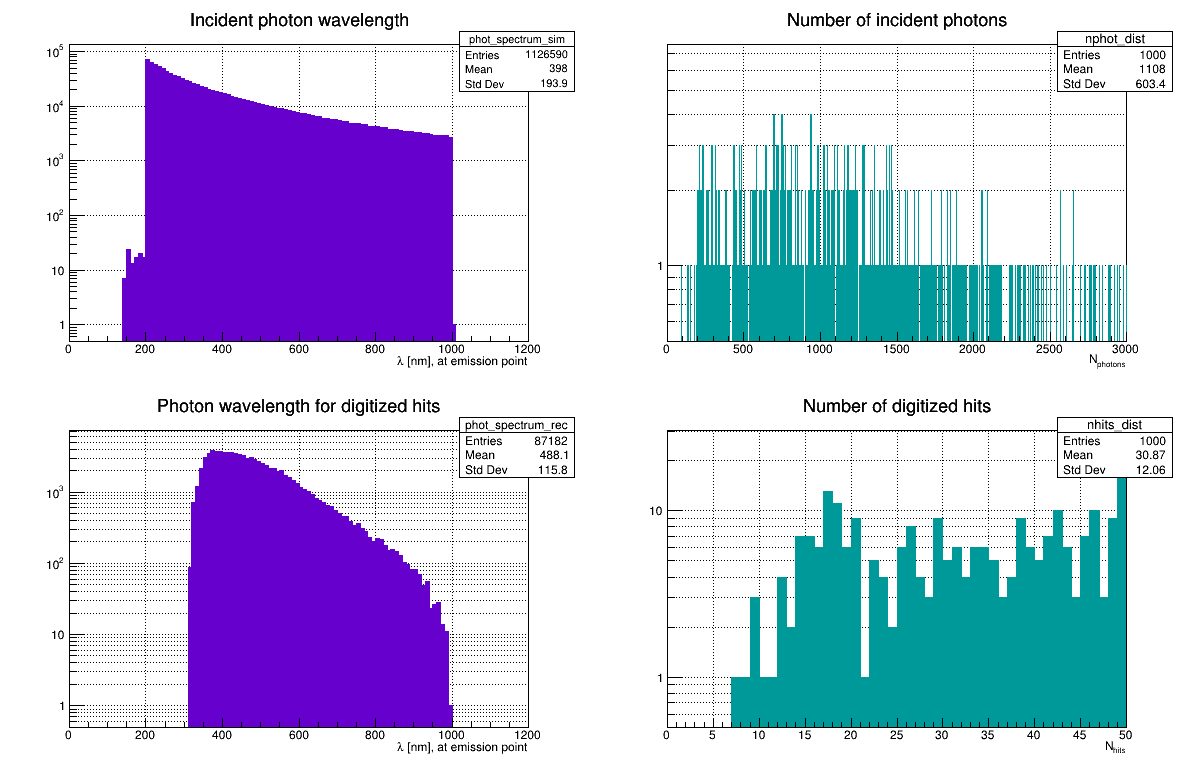 Incident photon wavelength
phot_spectrum_sim
Entries 1126590
Mean 398
Std Dev 193.9
10^5
10^4
10^3
10^2
10
1
0 200 400 600 800 1000 1200
λ [nm], at emission point
Number of incident photons
nphot_dist
Entries 1000
Mean 1108
Std Dev 603.4
1
0 500 1000 1500 2000 2500 3000
N_photons
Photon wavelength for digitized hits
phot_spectrum_rec
Entries 87182
Mean 488.1
Std Dev 115.8
10^3
10^2
10
1
0 200 400 600 800 1000 1200
λ [nm], at emission point
Number of digitized hits
nhits_dist
Entries 1000
Mean 30.87
Std Dev 12.06
10
1
0 5 10 15 20 25 30 35 40 45 50
N_hits